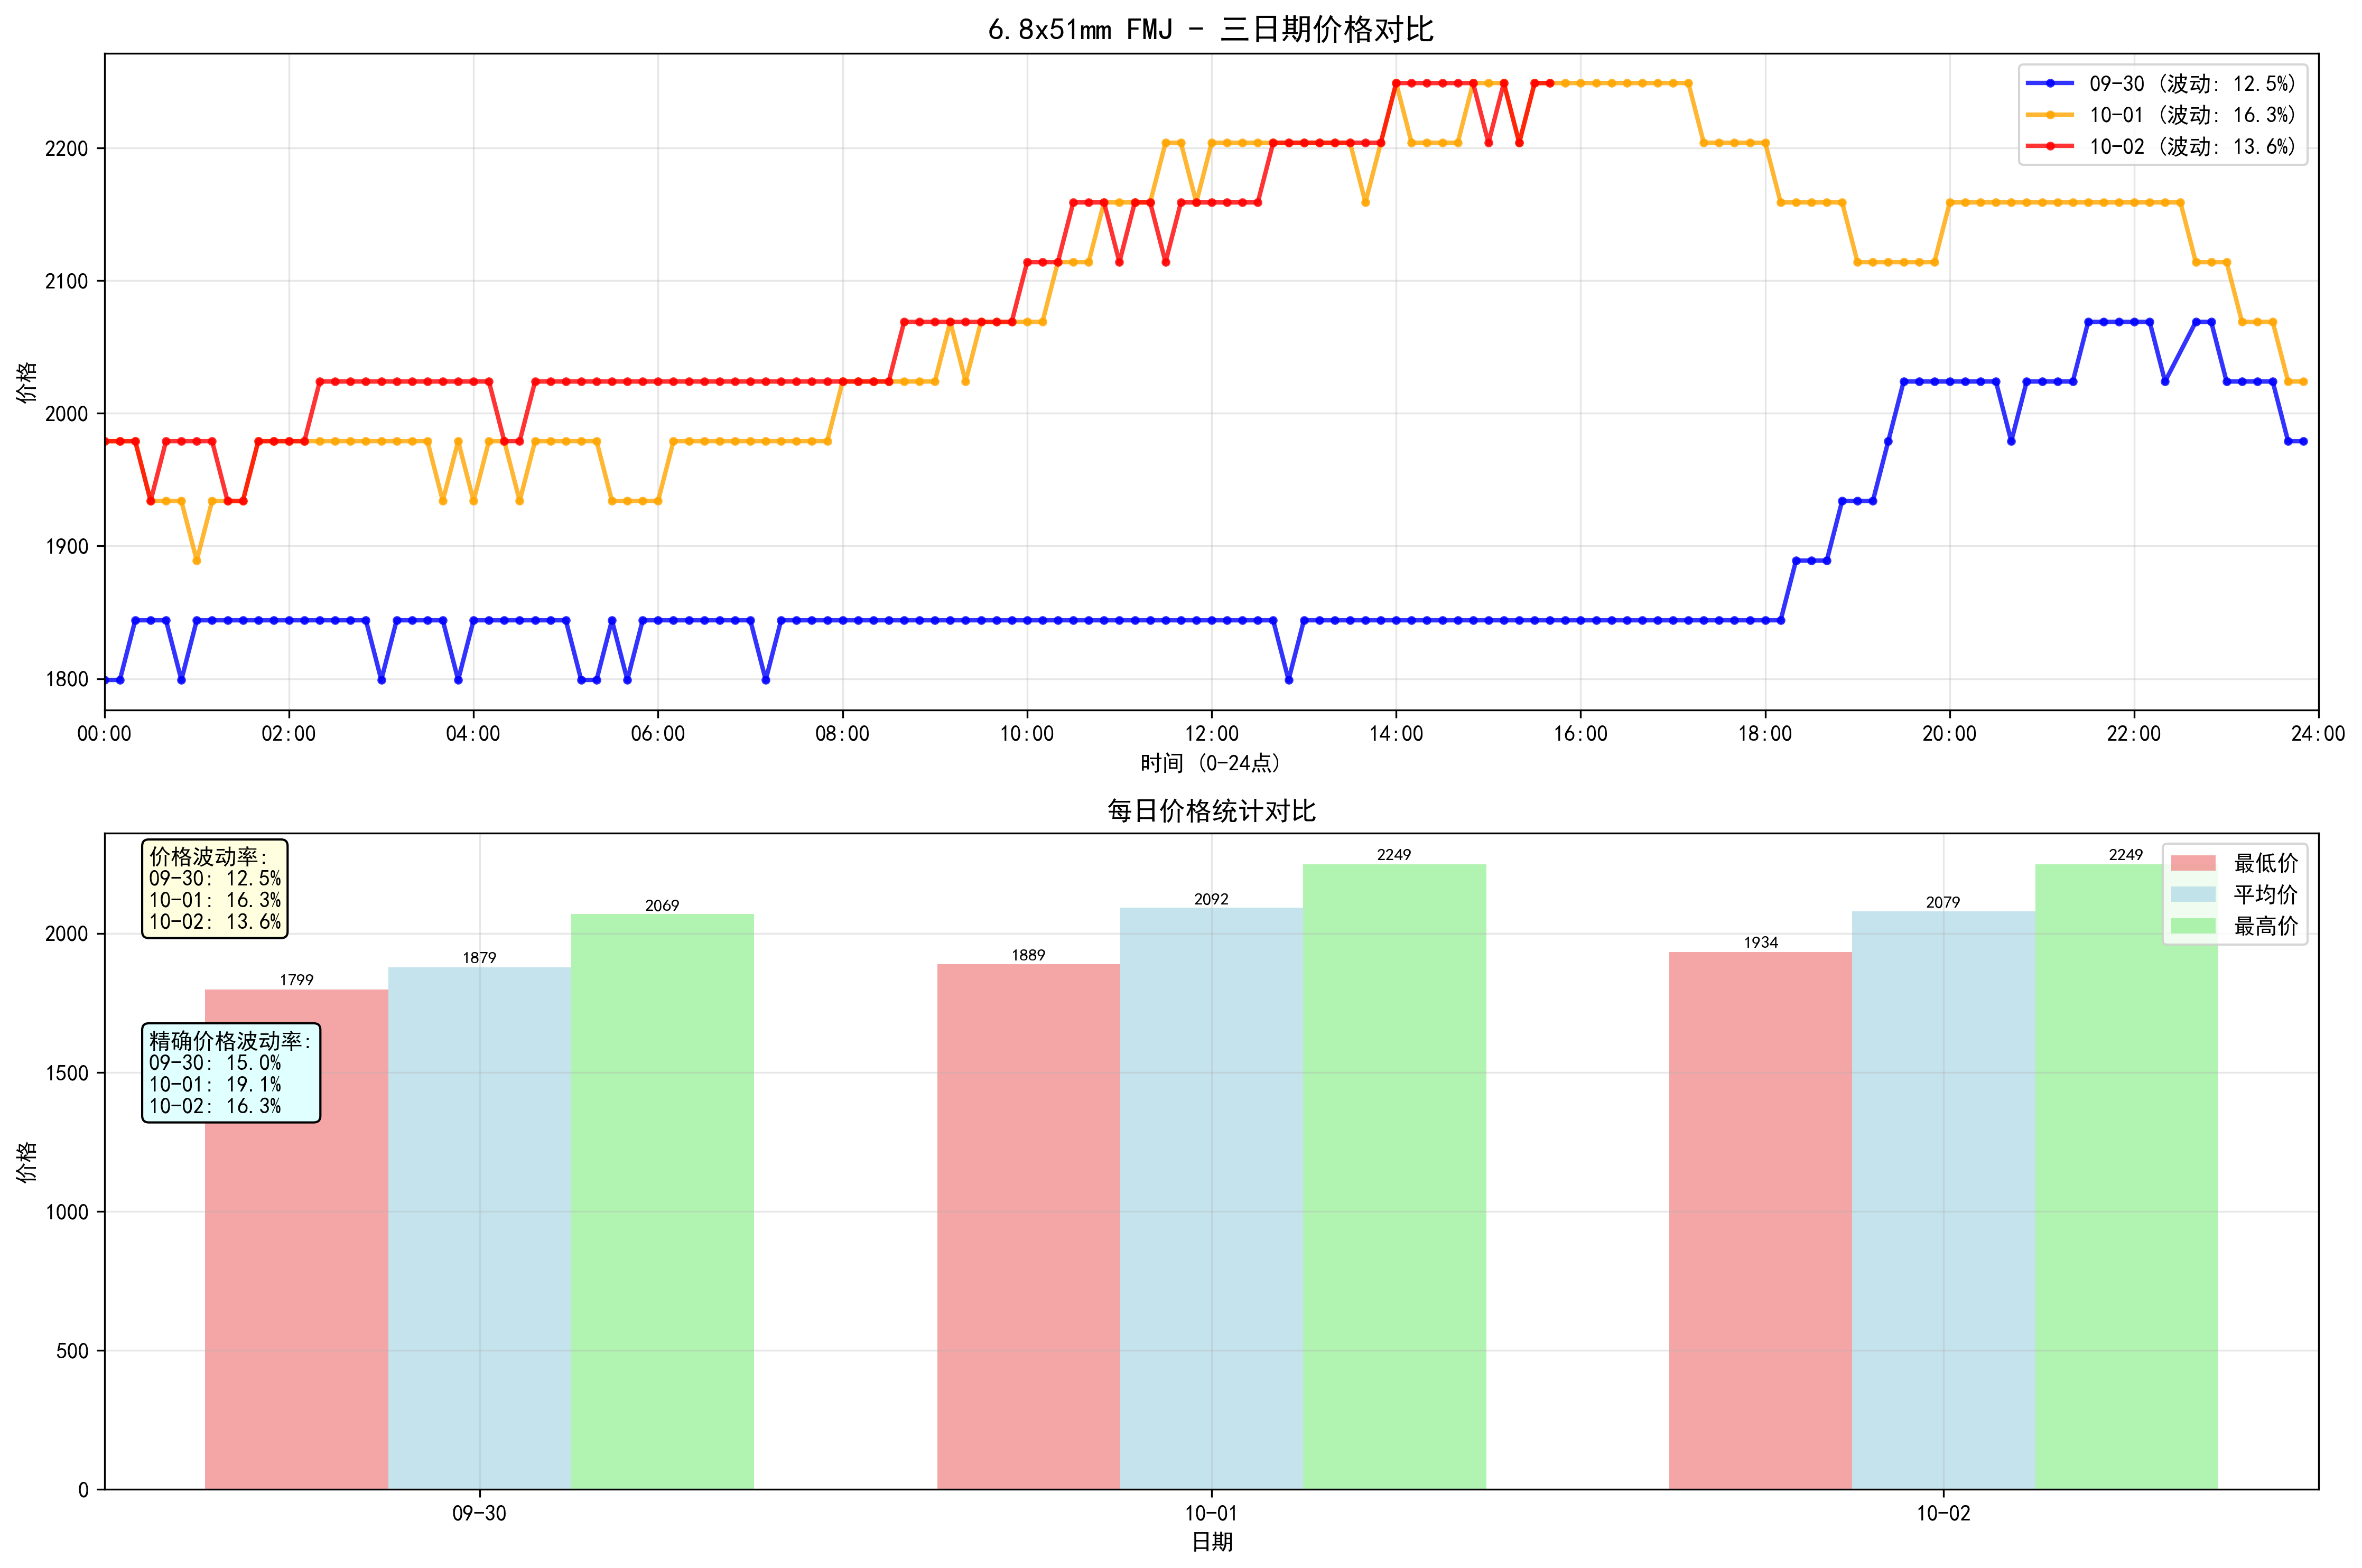 6.8x51mm FMJ - 三日期价格对比
09-30 (波动: 12.5%)
10-01 (波动: 16.3%)
10-02 (波动: 13.6%)
价格
2200
2100
2000
1900
1800
00:00
02:00
04:00
06:00
08:00
10:00
12:00
14:00
16:00
18:00
20:00
22:00
24:00
时间 (0-24点)
每日价格统计对比
价格波动率:
09-30: 12.5%
10-01: 16.3%
10-02: 13.6%
精确价格波动率:
09-30: 15.0%
10-01: 19.1%
10-02: 16.3%
最低价
平均价
最高价
1799
1879
2069
1889
2092
2249
1934
2079
2249
价格
2000
1500
1000
500
0
09-30
10-01
10-02
日期